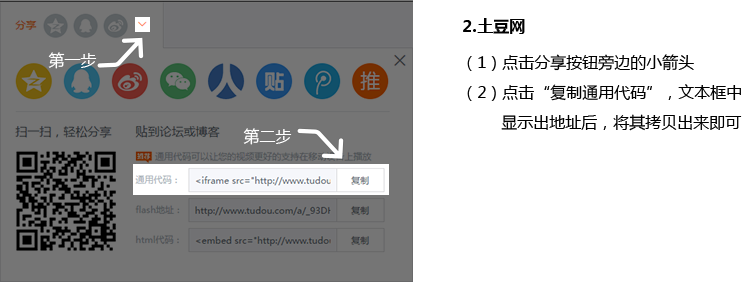 分享
第一步
贴
推
扫一扫，轻松分享
贴到论坛或博客
第二步
推荐 通用代码可以让您的视频更好的支持在移动 上播放
通用代码： <iframe src="http://www.tudou 复制
flash地址： http://www.tudou.com/a/_93DH 复制
html代码： <embed src="http://www.tudou 复制
2.土豆网
（1）点击分享按钮旁边的小箭头
（2）点击“复制通用代码”，文本框中
显示出地址后，将其拷贝出来即可